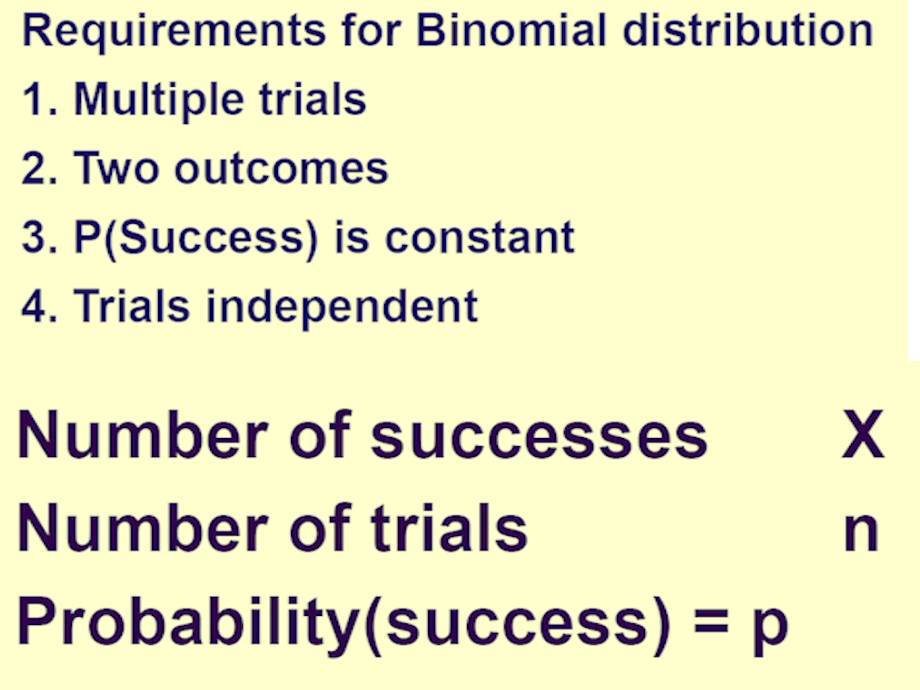 Requirements for Binomial distribution
1. Multiple trials
2. Two outcomes
3. P(Success) is constant
4. Trials independent
Number of successes X
Number of trials n
Probability(success) = p